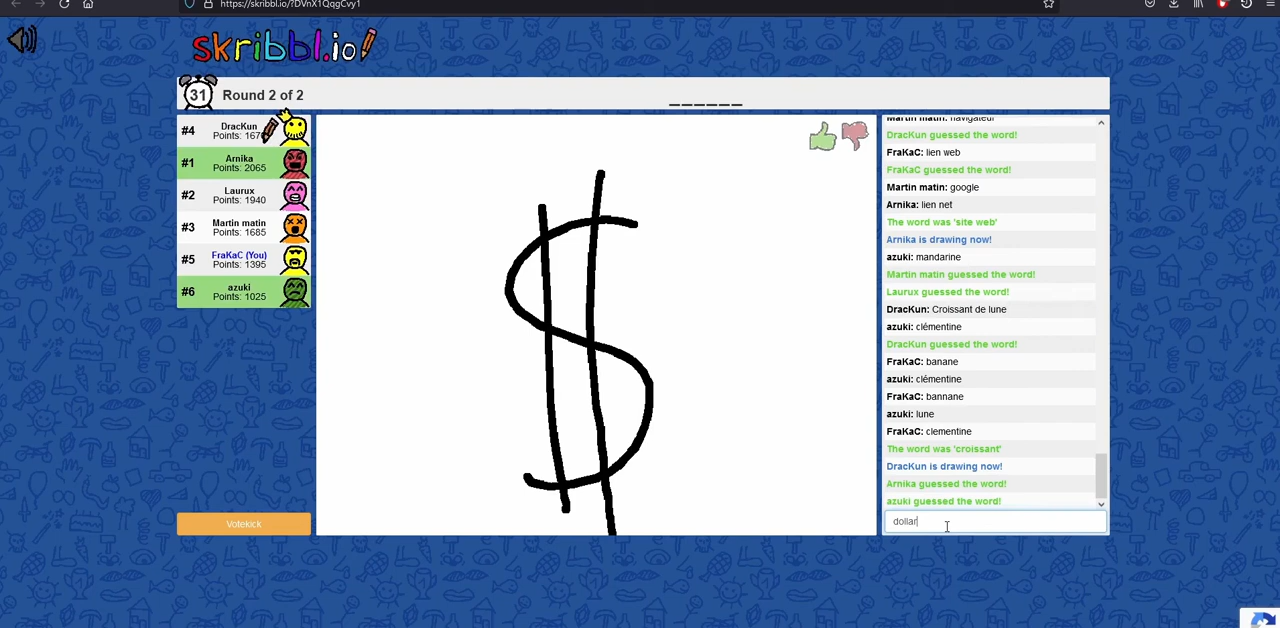 https://skribbl.io/?DVnX1QqgCvy1
skribbl.io
31
Round 2 of 2
______
#4
DracKun
Points: 1670
#1
Arnika
Points: 2065
#2
Laurux
Points: 1940
#3
Martin matin
Points: 1685
#5
FraKaC (You)
Points: 1395
#6
azuki
Points: 1025
Votekick
$
Martin matin: navigateur
DracKun guessed the word!
FraKaC: lien web
FraKaC guessed the word!
Martin matin: google
Arnika: lien net
The word was 'site web'
Arnika is drawing now!
azuki: mandarine
Martin matin guessed the word!
Laurux guessed the word!
DracKun: Croissant de lune
azuki: clémentine
DracKun guessed the word!
FraKaC: banane
azuki: clémentine
FraKaC: bannane
azuki: lune
FraKaC: clementine
The word was 'croissant'
DracKun is drawing now!
Arnika guessed the word!
azuki guessed the word!
dollar